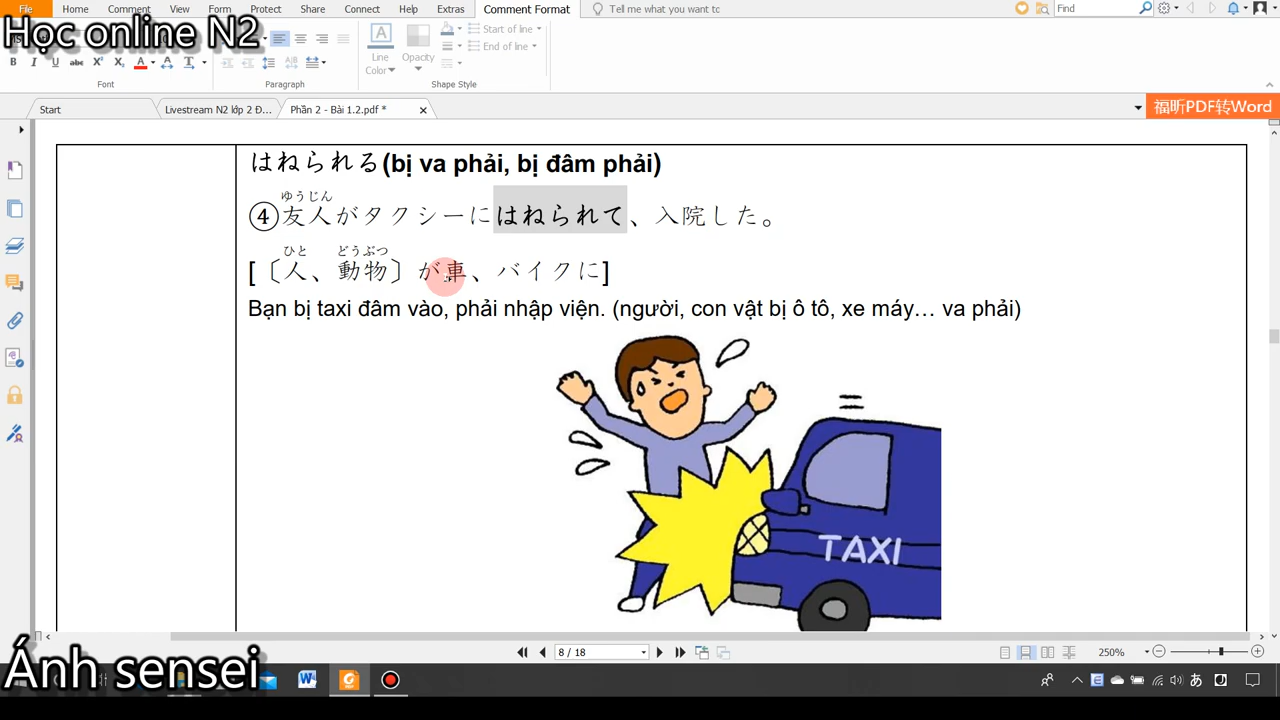 File Home Comment View Form Protect Share Connect Help Extras Comment Format Tell me what you want tc Find
Học online N2
B I U abc X² X₂ A A T
A Line Color Opacity Start of line End of line
Font Paragraph Shape Style
Start Livestream N2 lớp 2 Đ... Phần 2 - Bài 1.2.pdf * 福昕PDF转Word
はねられる(bị va phải, bị đâm phải)
ゆうじん
④友人がタクシーにはねられて、入院した。
ひと どうぶつ
[〔人、動物〕が車、バイクに]
Bạn bị taxi đâm vào, phải nhập viện. (người, con vật bị ô tô, xe máy… va phải)
TAXI
8 / 18 250%
Ánh sensei
W E あ J